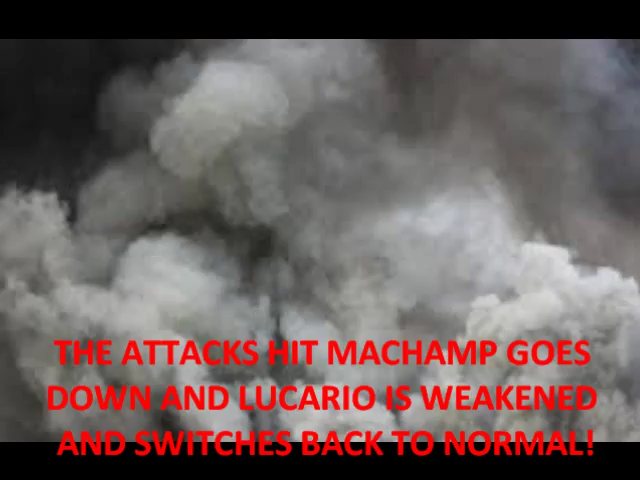 THE ATTACKS HIT MACHAMP GOES
DOWN AND LUCARIO IS WEAKENED
AND SWITCHES BACK TO NORMAL!